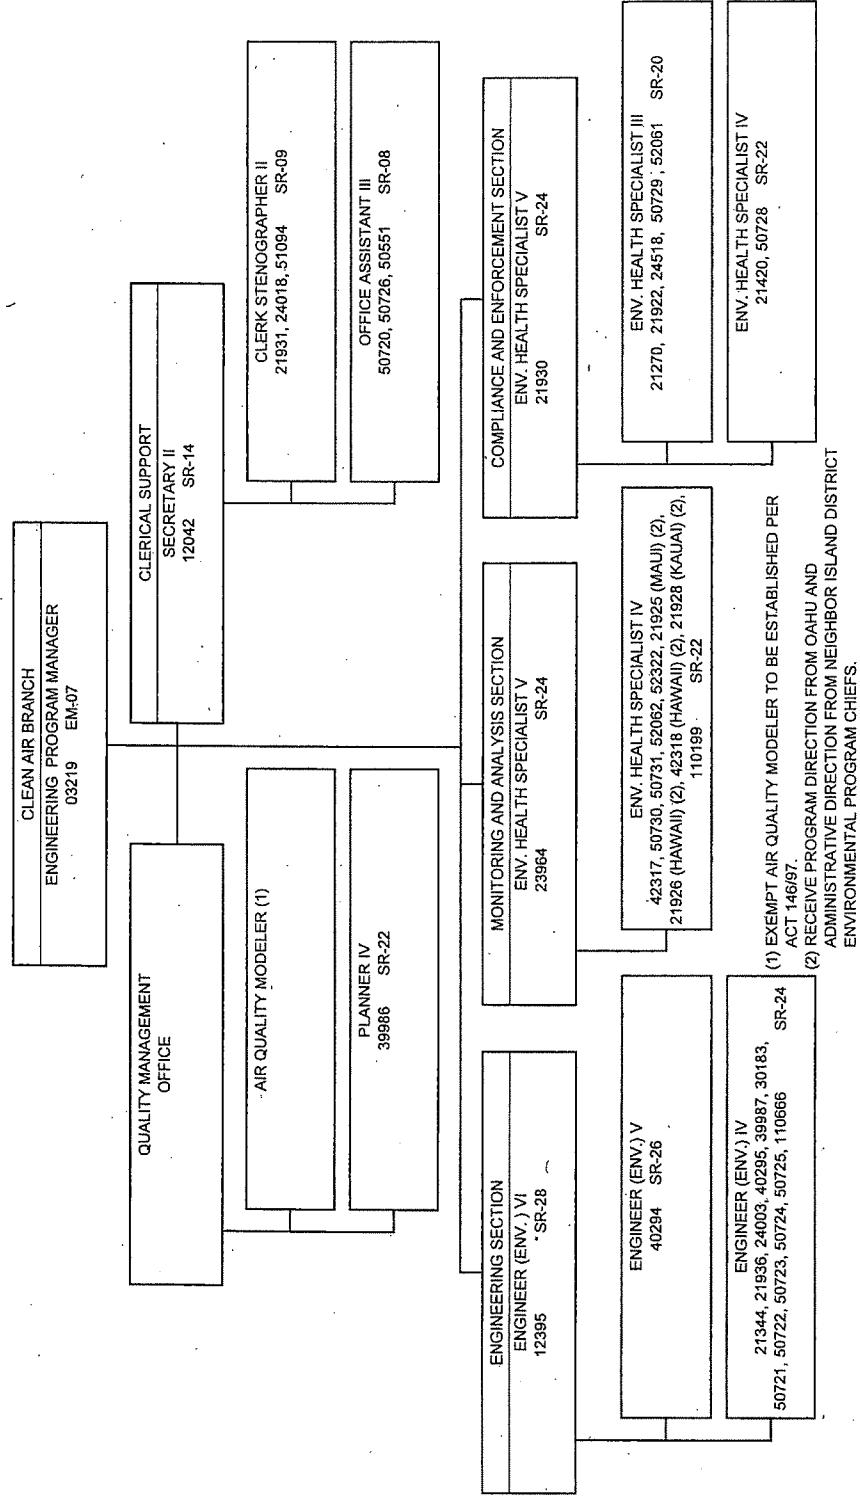 CLEAN AIR BRANCH
ENGINEERING PROGRAM MANAGER
03219 EM-07
QUALITY MANAGEMENT
OFFICE
CLERICAL SUPPORT
SECRETARY II
12042 SR-14
AIR QUALITY MODELER (1)
PLANNER IV
39986 SR-22
CLERK STENOGRAPHER II
21931, 24018, 51094 SR-09
OFFICE ASSISTANT III
50720, 50726, 50551 SR-08
ENGINEERING SECTION
ENGINEER (ENV. ) VI
12395 SR-28
MONITORING AND ANALYSIS SECTION
ENV. HEALTH SPECIALIST V
23964 SR-24
COMPLIANCE AND ENFORCEMENT SECTION
ENV. HEALTH SPECIALIST V
21930 SR-24
ENGINEER (ENV.) V
40294 SR-26
ENGINEER (ENV.) IV
21344, 21936, 24003, 40295, 39987, 30183,
50721, 50722, 50723, 50724, 50725, 110666 SR-24
ENV. HEALTH SPECIALIST IV
42317, 50730, 50731, 52062, 52322, 21925 (MAUI) (2),
21926 (HAWAII) (2), 42318 (HAWAII) (2), 21928 (KAUAI) (2),
110199 SR-22
ENV. HEALTH SPECIALIST III
21270, 21922, 24518, 50729 , 52061 SR-20
ENV. HEALTH SPECIALIST IV
21420, 50728 SR-22
(1) EXEMPT AIR QUALITY MODELER TO BE ESTABLISHED PER
ACT 146/97.
(2) RECEIVE PROGRAM DIRECTION FROM OAHU AND
ADMINISTRATIVE DIRECTION FROM NEIGHBOR ISLAND DISTRICT
ENVIRONMENTAL PROGRAM CHIEFS.